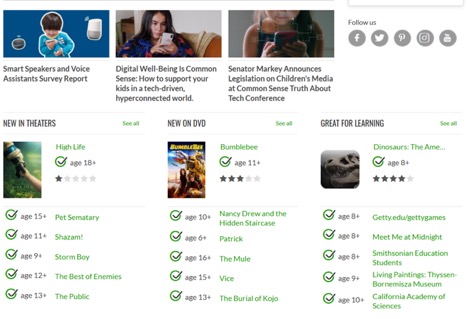 Follow us
Smart Speakers and Voice
Assistants Survey Report
Digital Well-Being Is Common
Sense: How to support your
kids in a tech-driven,
hyperconnected world.
Senator Markey Announces
Legislation on Children's Media
at Common Sense Truth About
Tech Conference
NEW IN THEATERS
See all
High Life
age 18+
age 15+ Pet Sematary
age 11+ Shazam!
age 9+ Storm Boy
age 12+ The Best of Enemies
age 13+ The Public
NEW ON DVD
See all
BUMBLEBEE
Bumblebee
age 11+
age 10+ Nancy Drew and the
Hidden Staircase
age 6+ Patrick
age 16+ The Mule
age 15+ Vice
age 13+ The Burial of Kojo
GREAT FOR LEARNING
See all
Dinosaurs: The Ame...
age 8+
age 8+ Getty.edu/gettygames
age 8+ Meet Me at Midnight
age 8+ Smithsonian Education
Students
age 9+ Living Paintings: Thyssen-
Bornemisza Museum
age 10+ California Academy of
Sciences